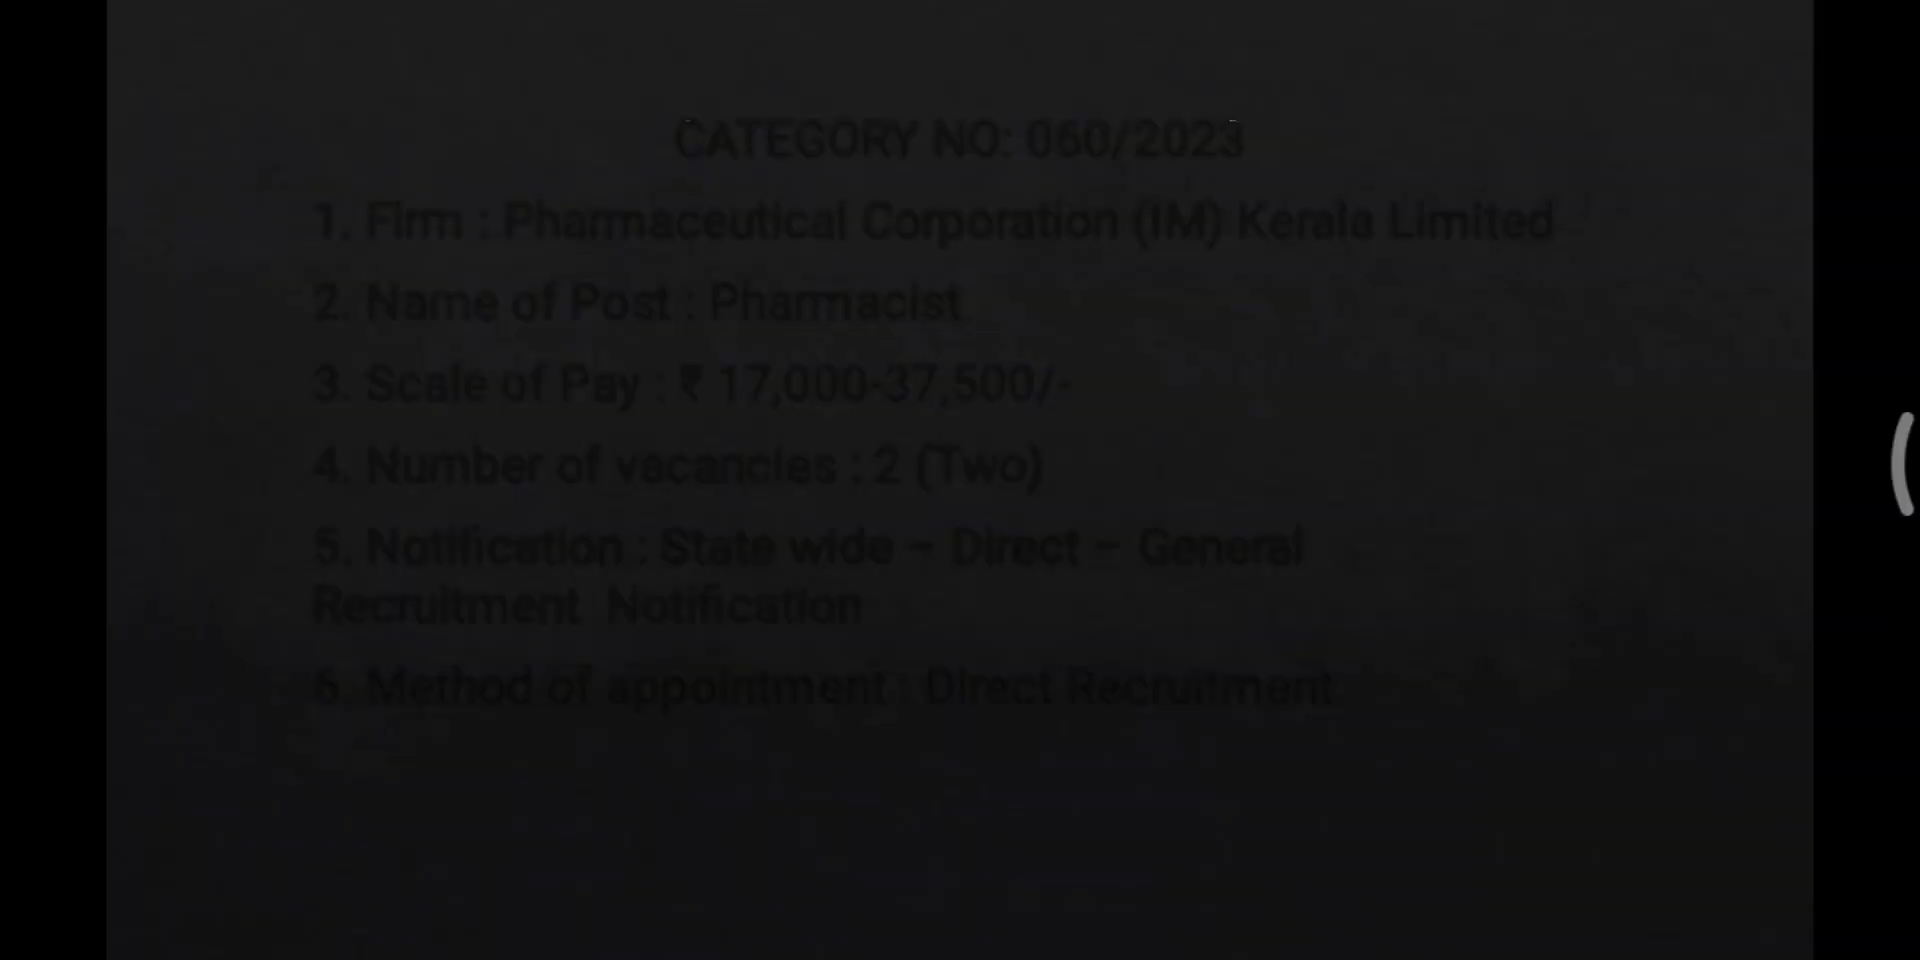 CATEGORY NO: 060/2023
1. Firm : Pharmaceutical Corporation (IM) Kerala Limited
2. Name of Post : Pharmacist
3. Scale of Pay : ₹ 17,000-37,500/-
4. Number of vacancies : 2 (Two)
5. Notification : State wide – Direct – General
Recruitment Notification
6. Method of appointment : Direct Recruitment